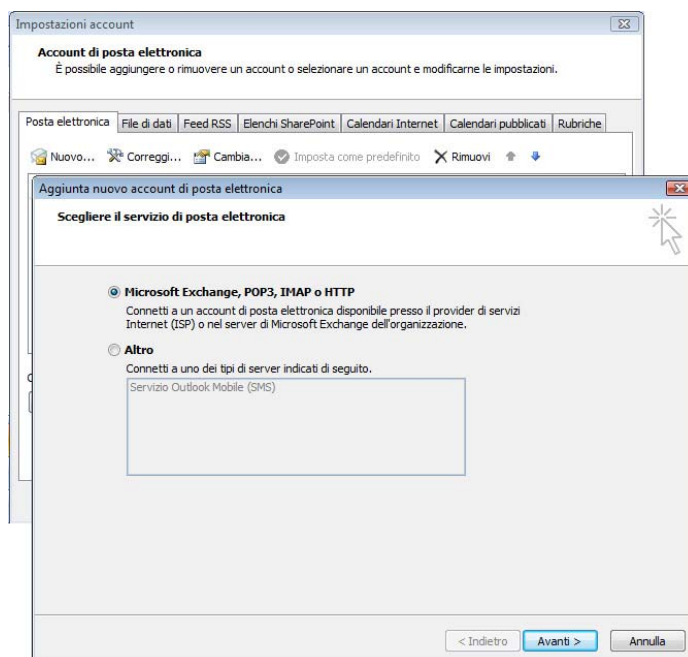 Impostazioni account
Account di posta elettronica
È possibile aggiungere o rimuovere un account o selezionare un account e modificarne le impostazioni.
Posta elettronica File di dati Feed RSS Elenchi SharePoint Calendari Internet Calendari pubblicati Rubriche
Nuovo... Correggi... Cambia... Imposta come predefinito Rimuovi
Aggiunta nuovo account di posta elettronica
Scegliere il servizio di posta elettronica
Microsoft Exchange, POP3, IMAP o HTTP
Connetti a un account di posta elettronica disponibile presso il provider di servizi
Internet (ISP) o nel server di Microsoft Exchange dell'organizzazione.
Altro
Connetti a uno dei tipi di server indicati di seguito.
Servizio Outlook Mobile (SMS)
< Indietro Avanti > Annulla